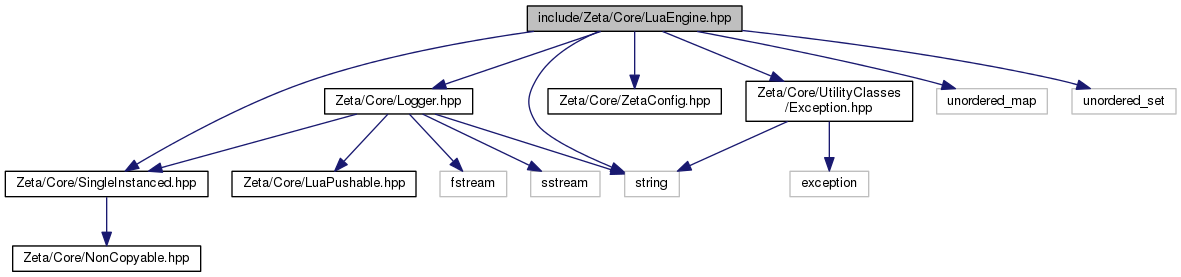 include/Zeta/Core/LuaEngine.hpp
Zeta/Core/Logger.hpp
Zeta/Core/ZetaConfig.hpp
Zeta/Core/UtilityClasses
/Exception.hpp
unordered_map
unordered_set
Zeta/Core/SingleInstanced.hpp
Zeta/Core/LuaPushable.hpp
fstream
sstream
string
exception
Zeta/Core/NonCopyable.hpp